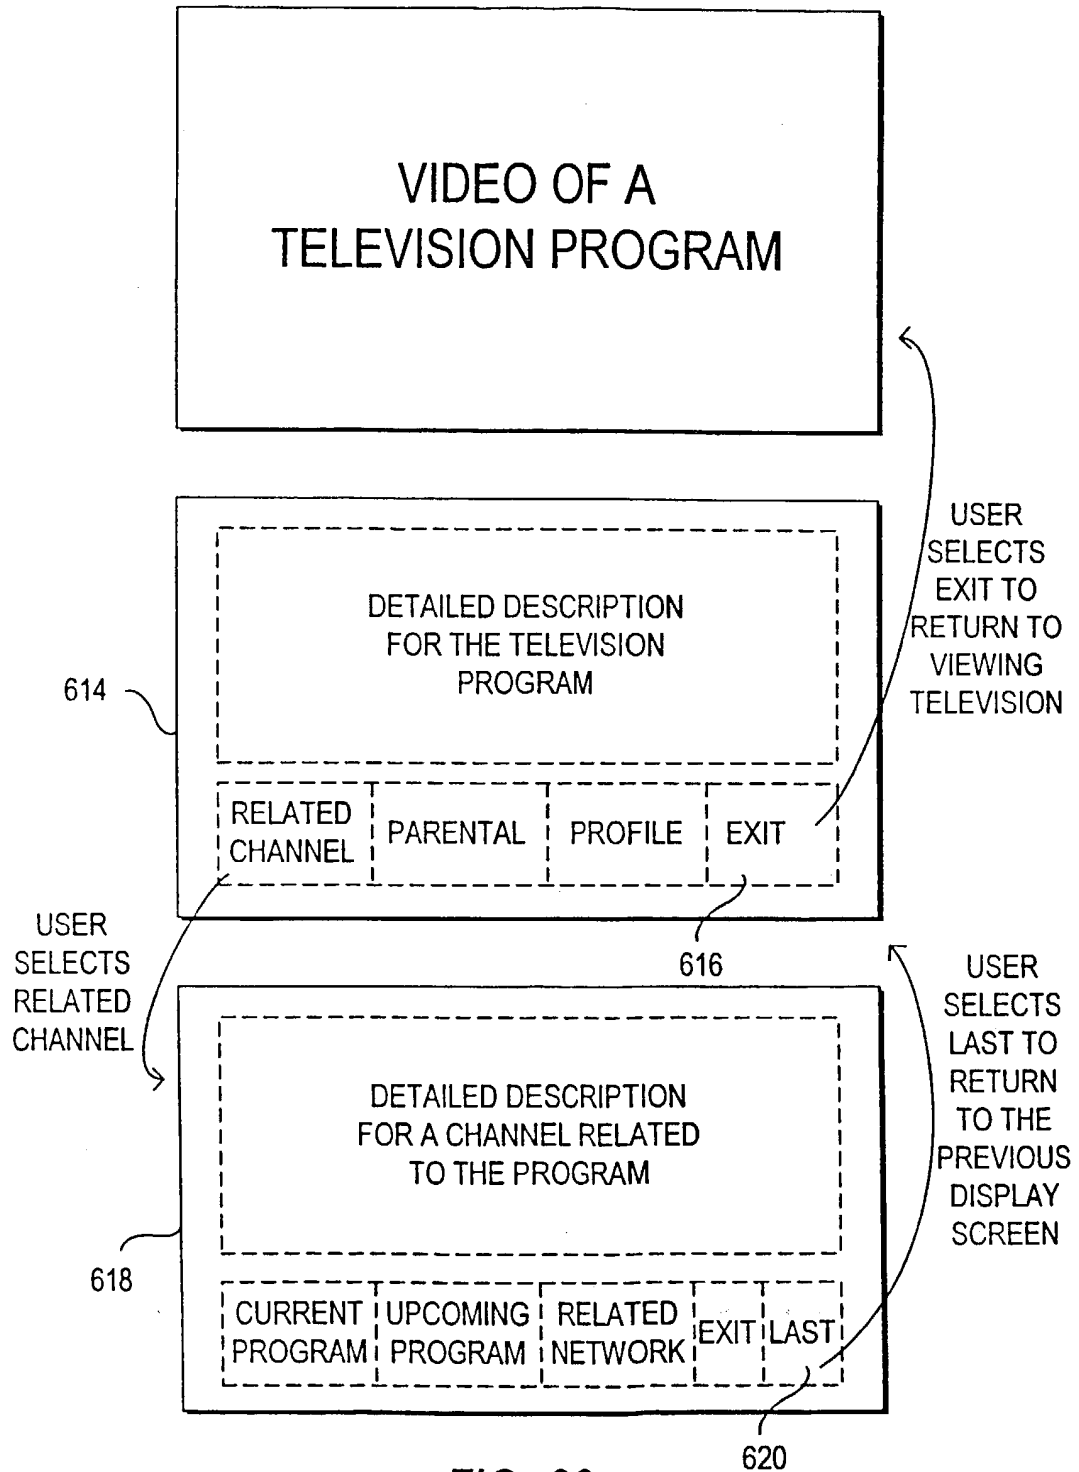 VIDEO OF A
TELEVISION PROGRAM
USER
SELECTS
EXIT TO
RETURN TO
VIEWING
TELEVISION
DETAILED DESCRIPTION
FOR THE TELEVISION
PROGRAM
614
RELATED
CHANNEL
PARENTAL
PROFILE
EXIT
616
USER
SELECTS
RELATED
CHANNEL
USER
SELECTS
LAST TO
RETURN
TO THE
PREVIOUS
DISPLAY
SCREEN
DETAILED DESCRIPTION
FOR A CHANNEL RELATED
TO THE PROGRAM
618
CURRENT
PROGRAM
UPCOMING
PROGRAM
RELATED
NETWORK
EXIT
LAST
620